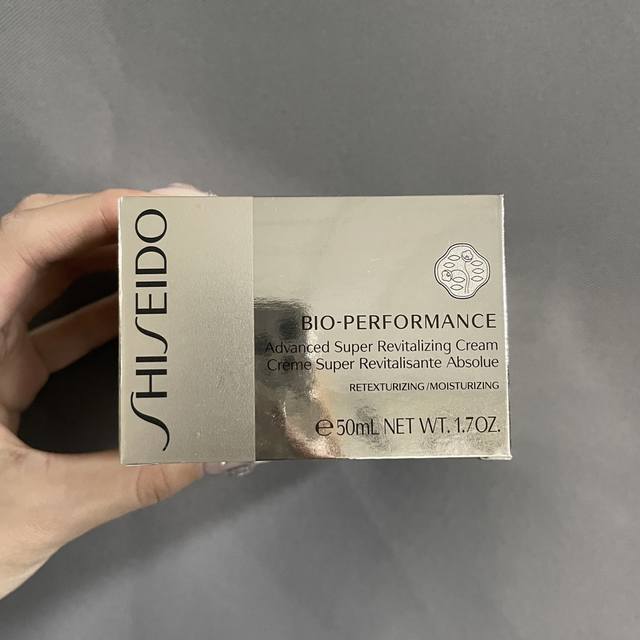 SHISEIDO
BIO-PERFORMANCE
Advanced Super Revitalizing Cream
Crème Super Revitalisante Absolue
RETEXTURIZING/MOISTURIZING
℮50mL NET WT. 1.7OZ.